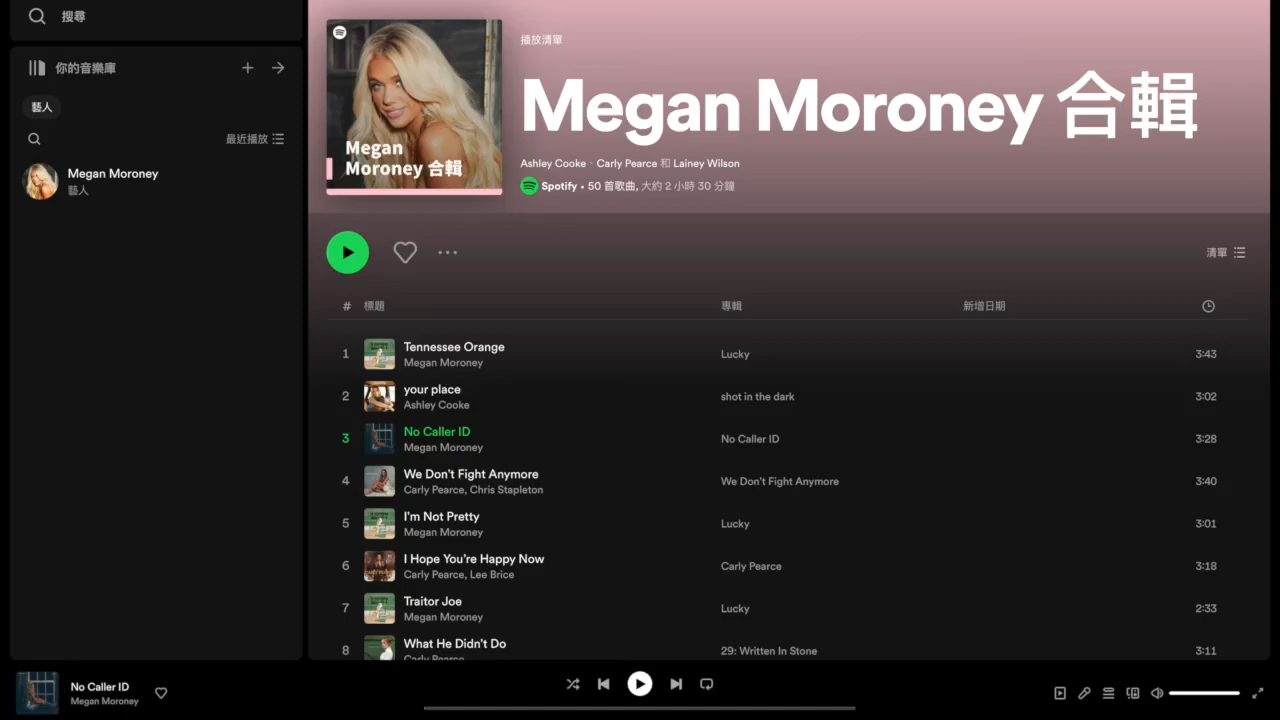 搜尋
你的音樂庫
藝人
最近播放
Megan Moroney
藝人
Megan
Moroney 合輯
播放清單
Megan Moroney 合輯
Ashley Cooke、Carly Pearce 和 Lainey Wilson
Spotify • 50 首歌曲, 大約 2 小時 30 分鐘
清單
# 標題 專輯 新增日期
1 Tennessee Orange Lucky 3:43
Megan Moroney
2 your place shot in the dark 3:02
Ashley Cooke
3 No Caller ID No Caller ID 3:28
Megan Moroney
4 We Don't Fight Anymore We Don't Fight Anymore 3:40
Carly Pearce, Chris Stapleton
5 I'm Not Pretty Lucky 3:01
Megan Moroney
6 I Hope You're Happy Now Carly Pearce 3:18
Carly Pearce, Lee Brice
7 Traitor Joe Lucky 2:33
Megan Moroney
8 What He Didn't Do 29: Written In Stone 3:11
Carly Pearce
No Caller ID
Megan Moroney